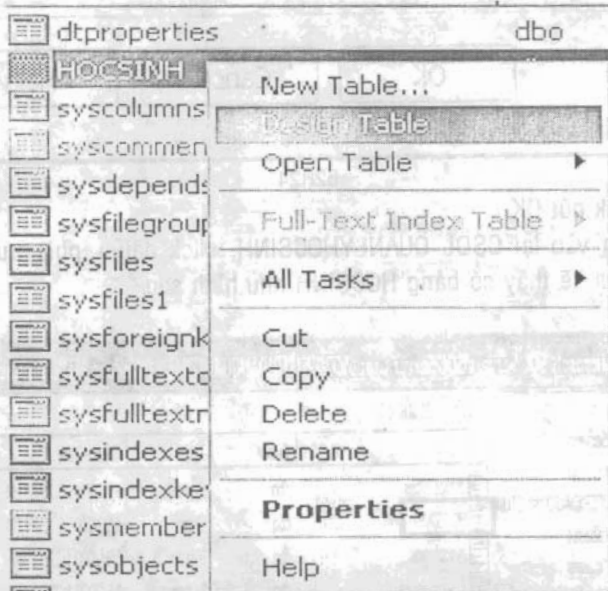 dtproperties dbo
HOCSINH
syscolumns
syscommen
sysdepends
sysfilegroup
sysfiles
sysfiles1
sysforeignk
sysfulltextc
sysfulltextn
sysindexes
sysindexke
sysmember
sysobjects
New Table...
Design Table
Open Table
Full-Text Index Table
All Tasks
Cut
Copy
Delete
Rename
Properties
Help